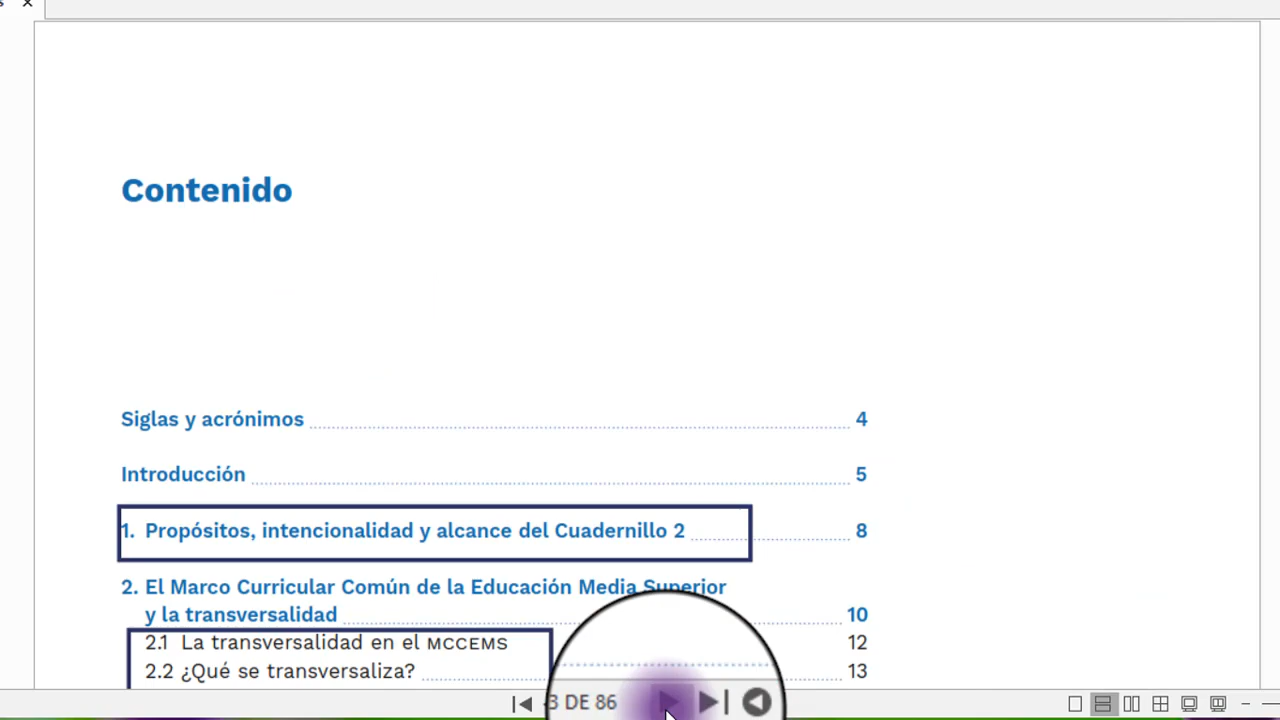 Contenido
Siglas y acrónimos 4
Introducción 5
1. Propósitos, intencionalidad y alcance del Cuadernillo 2 8
2. El Marco Curricular Común de la Educación Media Superior
y la transversalidad 10
2.1 La transversalidad en el MCCEMS 12
2.2 ¿Qué se transversaliza? 13
3 DE 86